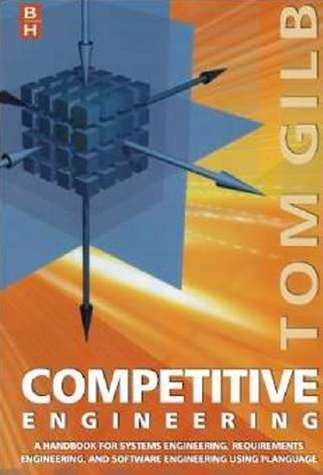 B
H
TOM GILB
COMPETITIVE
ENGINEERING
A HANDBOOK FOR SYSTEMS ENGINEERING, REQUIREMENTS
ENGINEERING, AND SOFTWARE ENGINEERING USING PLANGUAGE